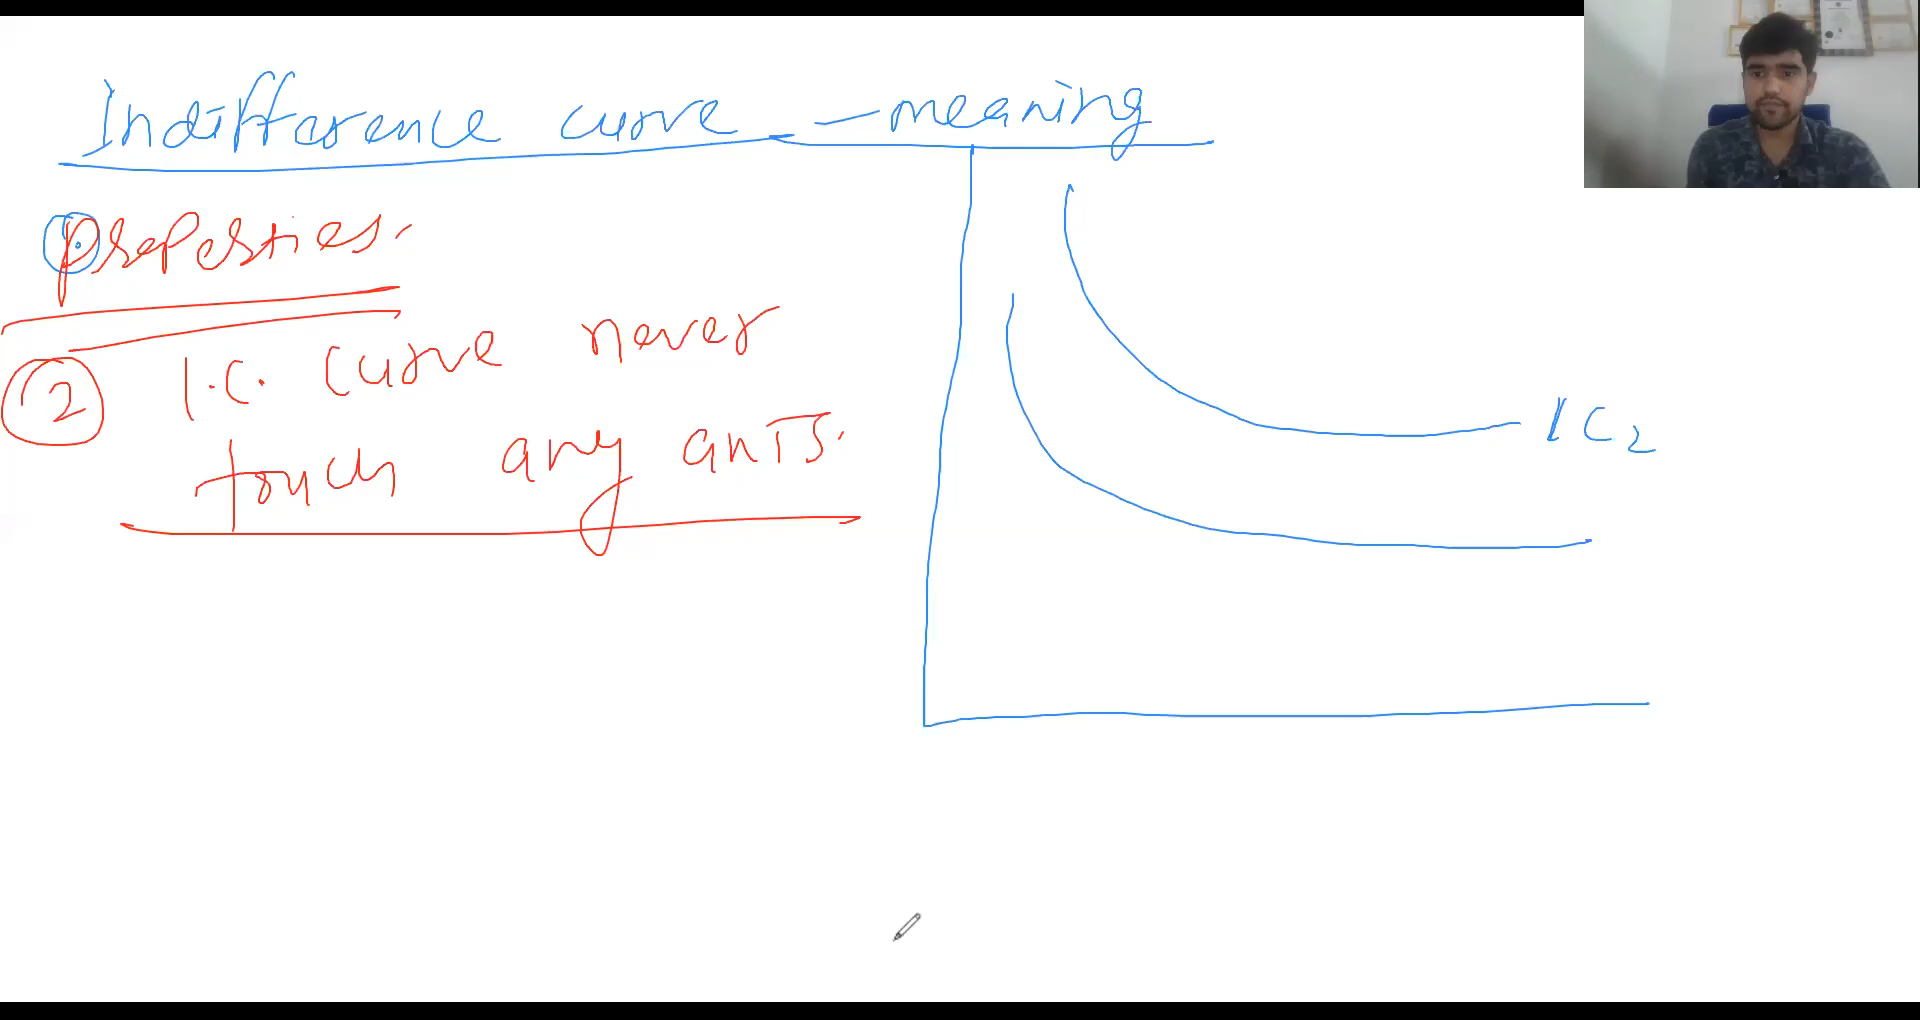 Indifference curve - meaning
Properties.
② I.C. curve never
touch any axis.
IC2